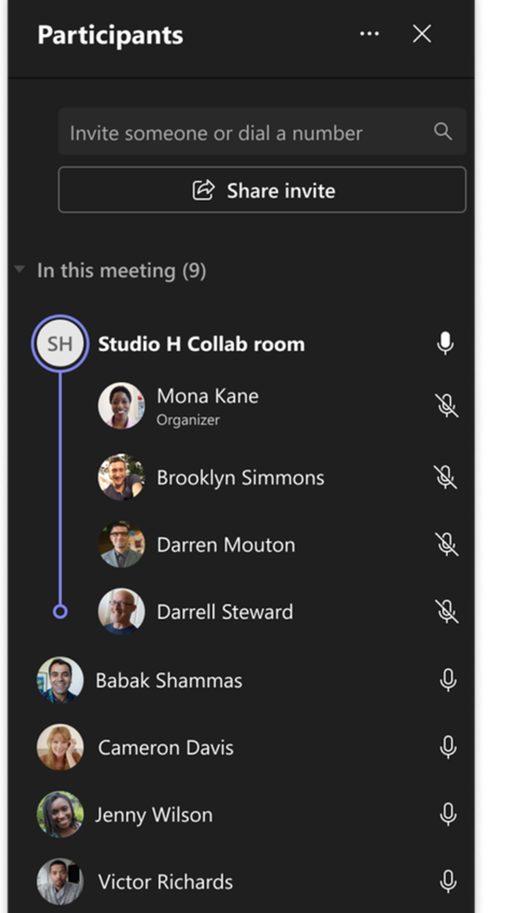 Participants
Invite someone or dial a number
Share invite
In this meeting (9)
SH Studio H Collab room
Mona Kane
Organizer
Brooklyn Simmons
Darren Mouton
Darrell Steward
Babak Shammas
Cameron Davis
Jenny Wilson
Victor Richards